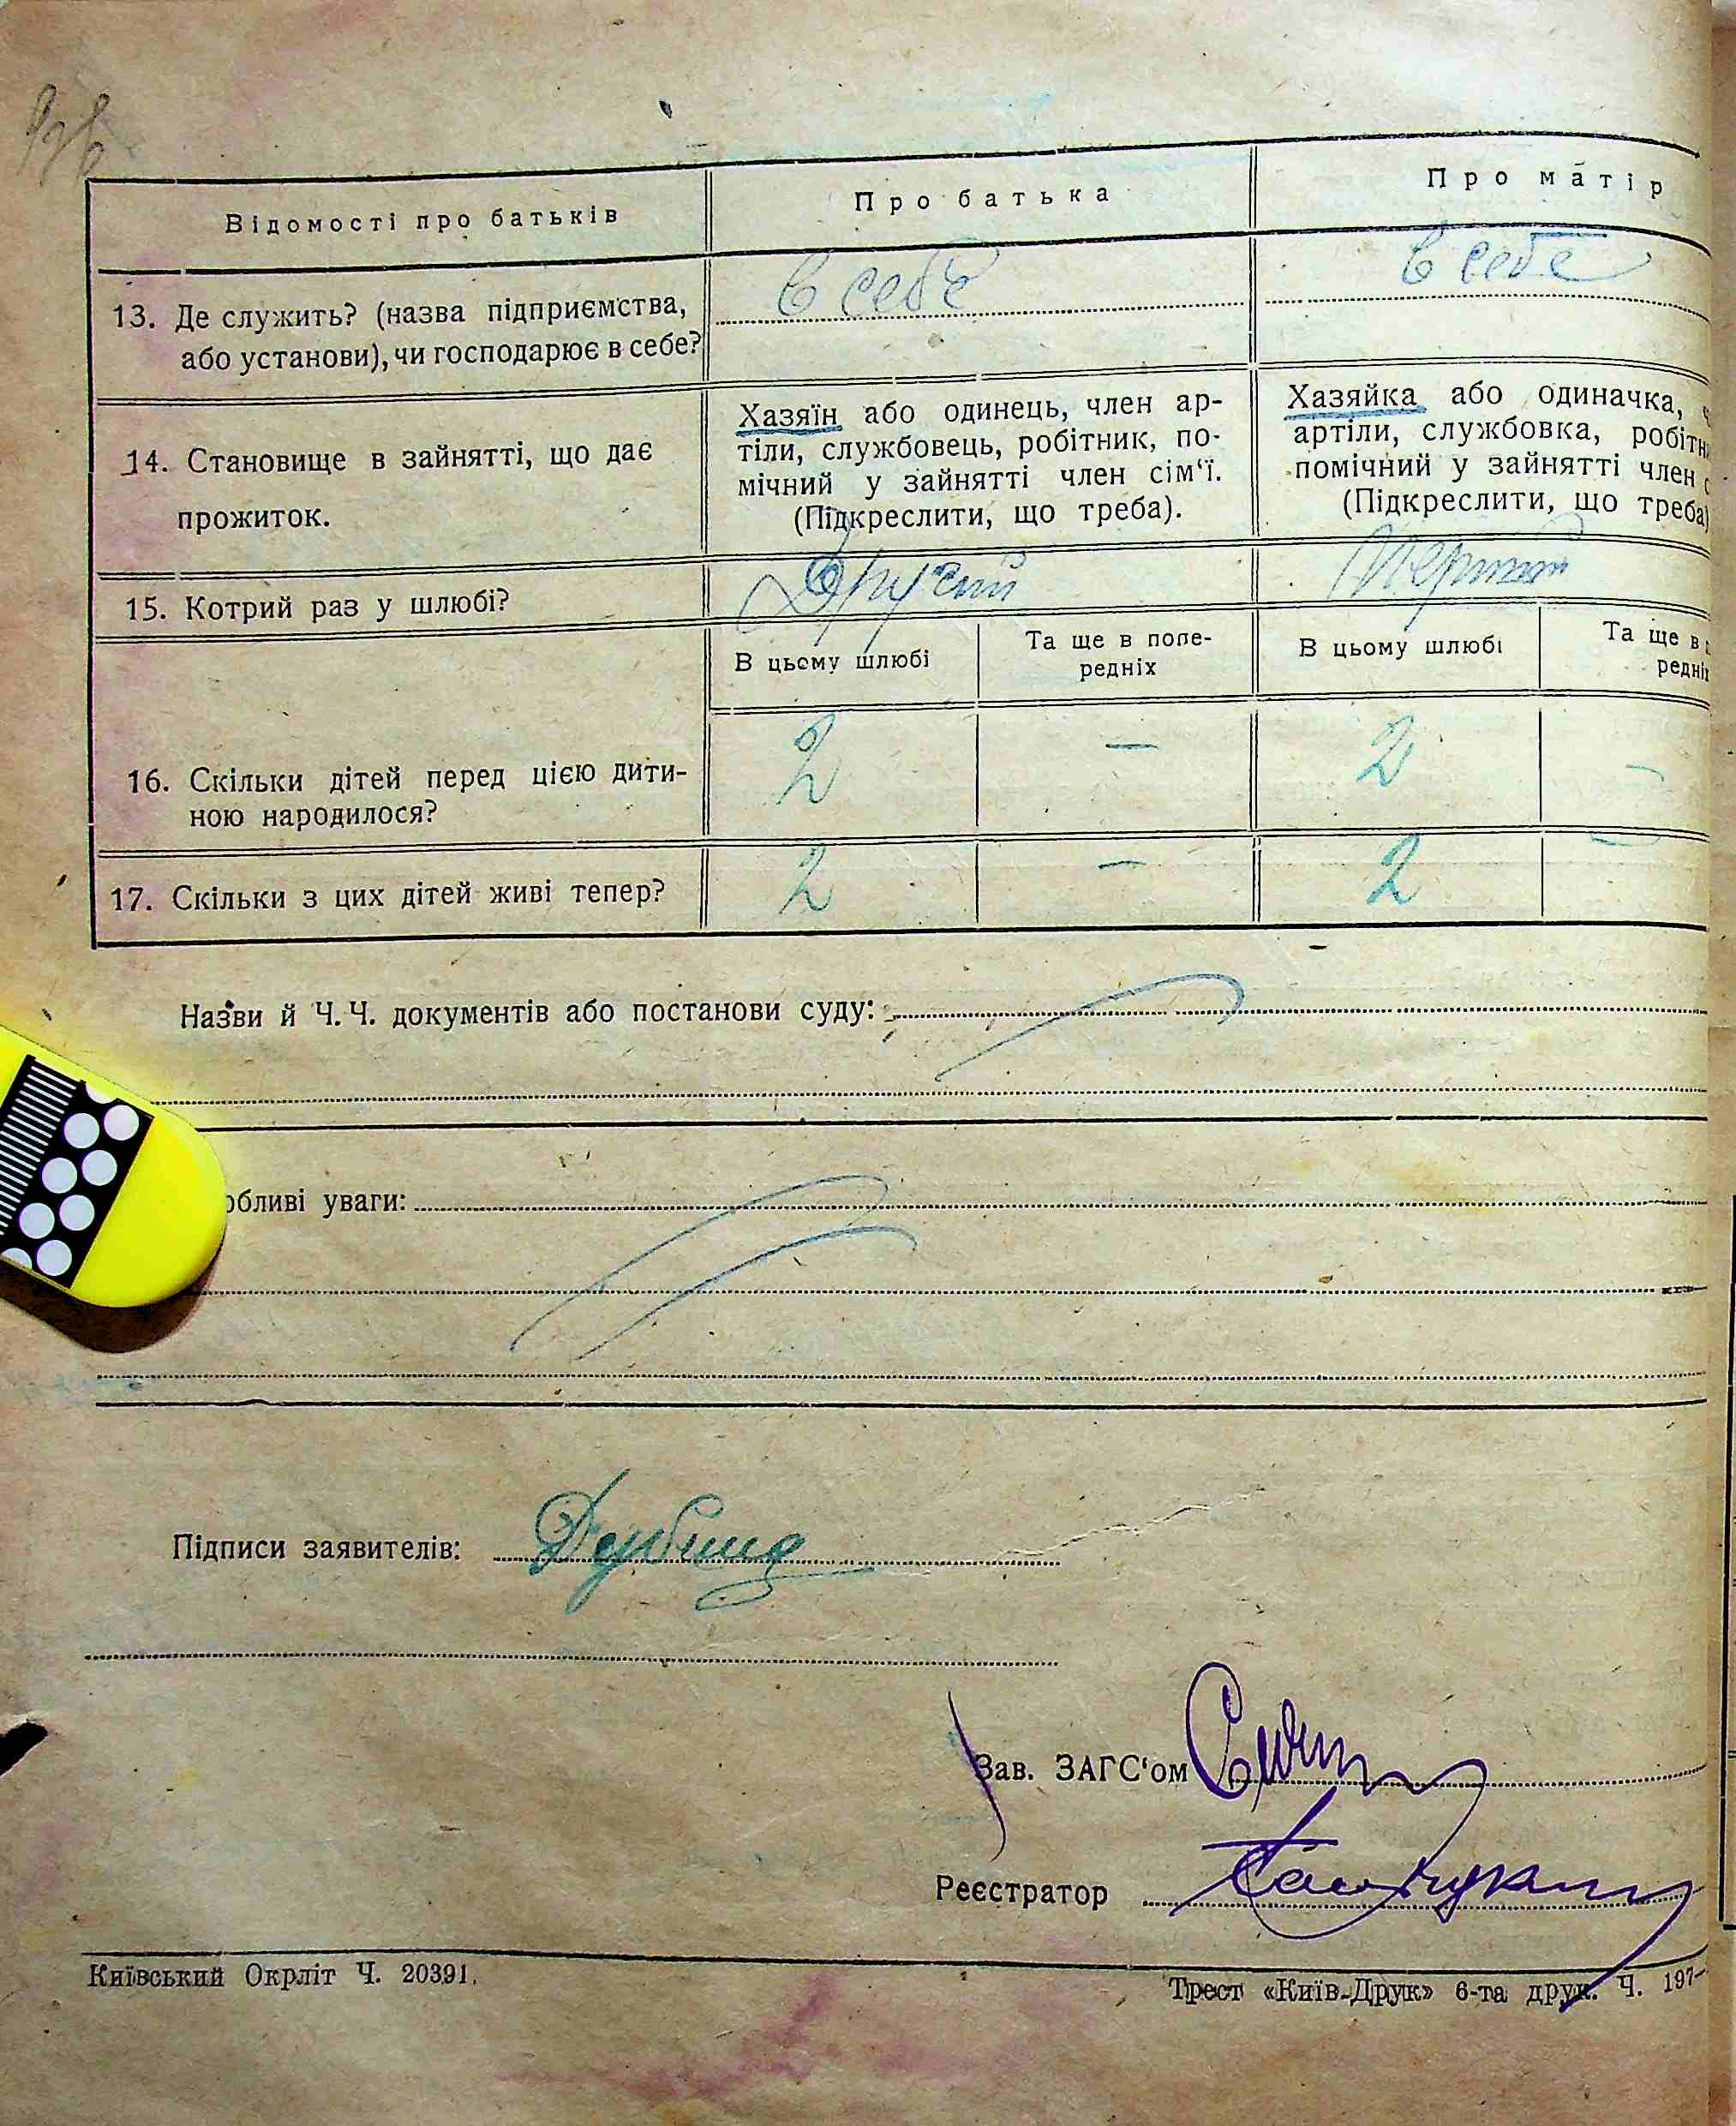 Відомості про батьків
Про батька
Про матір
13. Де служить? (назва підприємства,
або установи), чи господарює в себе?
в себе
в себе
14. Становище в зайнятті, що дає
прожиток.
Хазяїн або одинець, член ар-
тіли, службовець, робітник, по-
мічний у зайнятті член сім‘ї.
(Підкреслити, що треба).
Хазяйка або одиначка,
артіли, службовка, робітн
помічний у зайнятті член
(Підкреслити, що треба)
15. Котрий раз у шлюбі?
Другий
Перший
В цьому шлюбі
Та ще в попе-
редніх
В цьому шлюбі
Та ще в
редніх
16. Скільки дітей перед цією дити-
ною народилося?
2 — 2 —
17. Скільки з цих дітей живі тепер?
2 — 2 —
Назви й Ч. Ч. документів або постанови суду:
обливі уваги:
Підписи заявителів:
Зав. ЗАГС‘ом
Реєстратор
Київський Окрліт Ч. 20391.
Трест «Київ-Друк» 6-та друк. Ч. 197